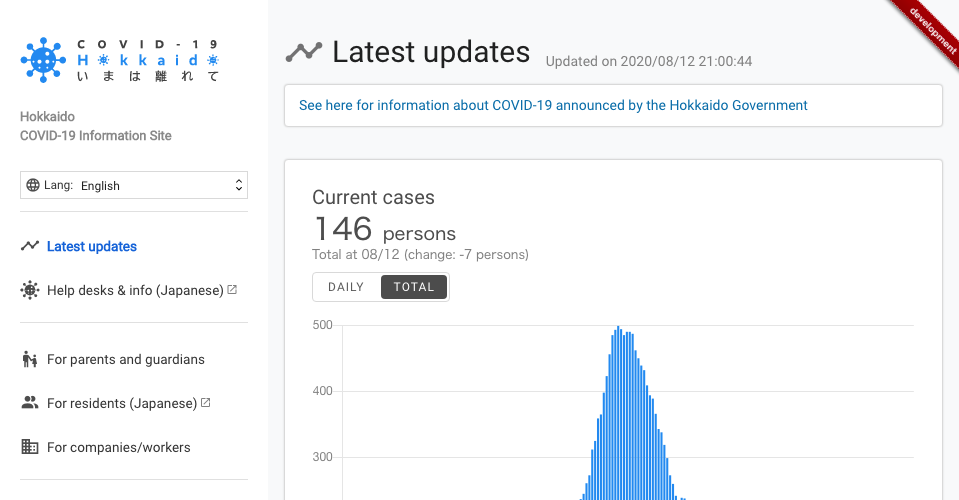 COVID-19
Hokkaido
いまは離れて
Hokkaido
COVID-19 Information Site
Lang: English
Latest updates
Help desks & info (Japanese)
For parents and guardians
For residents (Japanese)
For companies/workers
development
Latest updates Updated on 2020/08/12 21:00:44
See here for information about COVID-19 announced by the Hokkaido Government
Current cases
146 persons
Total at 08/12 (change: -7 persons)
DAILY TOTAL
500
400
300